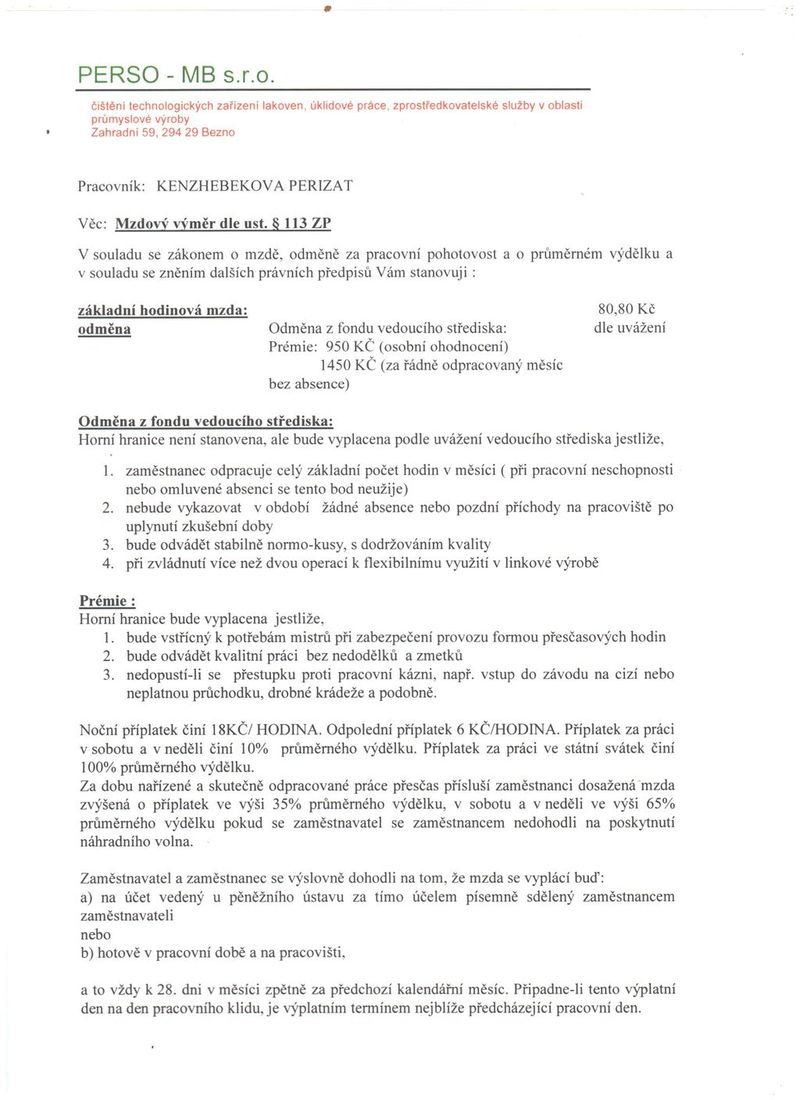 PERSO - MB s.r.o.
čištění technologických zařízení lakoven, úklidové práce, zprostředkovatelské služby v oblasti
průmyslové výroby
Zahradní 59, 294 29 Bezno
Pracovník: KENZHEBEKOVA PERIZAT
Věc: Mzdový výměr dle ust. § 113 ZP
V souladu se zákonem o mzdě, odměně za pracovní pohotovost a o průměrném výdělku a
v souladu se zněním dalších právních předpisů Vám stanovuji :
základní hodinová mzda: 80,80 Kč
odměna Odměna z fondu vedoucího střediska: dle uvážení
Prémie: 950 KČ (osobní ohodnocení)
1450 KČ (za řádně odpracovaný měsíc
bez absence)
Odměna z fondu vedoucího střediska:
Horní hranice není stanovena, ale bude vyplacena podle uvážení vedoucího střediska jestliže,
1. zaměstnanec odpracuje celý základní počet hodin v měsíci ( při pracovní neschopnosti
nebo omluvené absenci se tento bod neužije)
2. nebude vykazovat v období žádné absence nebo pozdní příchody na pracoviště po
uplynutí zkušební doby
3. bude odvádět stabilně normo-kusy, s dodržováním kvality
4. při zvládnutí více než dvou operací k flexibilnímu využití v linkové výrobě
Prémie :
Horní hranice bude vyplacena jestliže,
1. bude vstřícný k potřebám mistrů při zabezpečení provozu formou přesčasových hodin
2. bude odvádět kvalitní práci bez nedodělků a zmetků
3. nedopustí-li se přestupku proti pracovní kázni, např. vstup do závodu na cizí nebo
neplatnou průchodku, drobné krádeže a podobně.
Noční příplatek činí 18KČ/ HODINA. Odpolední příplatek 6 KČ/HODINA. Příplatek za práci
v sobotu a v neděli činí 10% průměrného výdělku. Příplatek za práci ve státní svátek činí
100% průměrného výdělku.
Za dobu nařízené a skutečně odpracované práce přesčas přísluší zaměstnanci dosažená mzda
zvýšená o příplatek ve výši 35% průměrného výdělku, v sobotu a v neděli ve výši 65%
průměrného výdělku pokud se zaměstnavatel se zaměstnancem nedohodli na poskytnutí
náhradního volna.
Zaměstnavatel a zaměstnanec se výslovně dohodli na tom, že mzda se vyplácí buď:
a) na účet vedený u pěněžního ústavu za tímo účelem písemně sdělený zaměstnancem
zaměstnavateli
nebo
b) hotově v pracovní době a na pracovišti,
a to vždy k 28. dni v měsíci zpětně za předchozí kalendářní měsíc. Připadne-li tento výplatní
den na den pracovního klidu, je výplatním termínem nejblíže předcházející pracovní den.